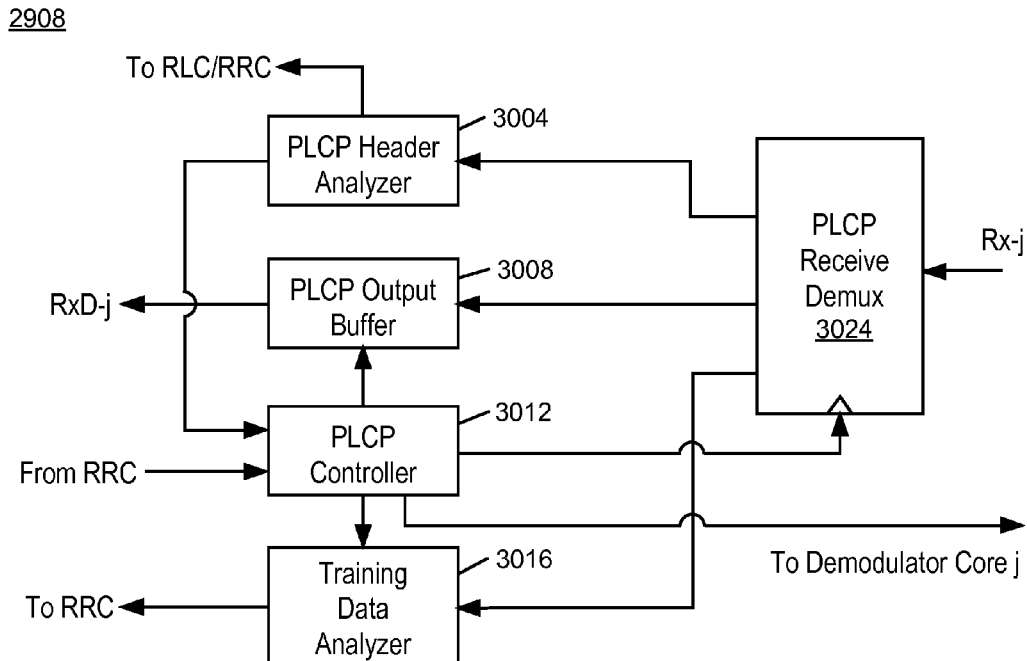 2908
To RLC/RRC
3004
PLCP Header
Analyzer
PLCP
Receive
Demux
3024
Rx-j
3008
RxD-j
PLCP Output
Buffer
3012
PLCP
Controller
From RRC
3016
To Demodulator Core j
Training
Data
Analyzer
To RRC